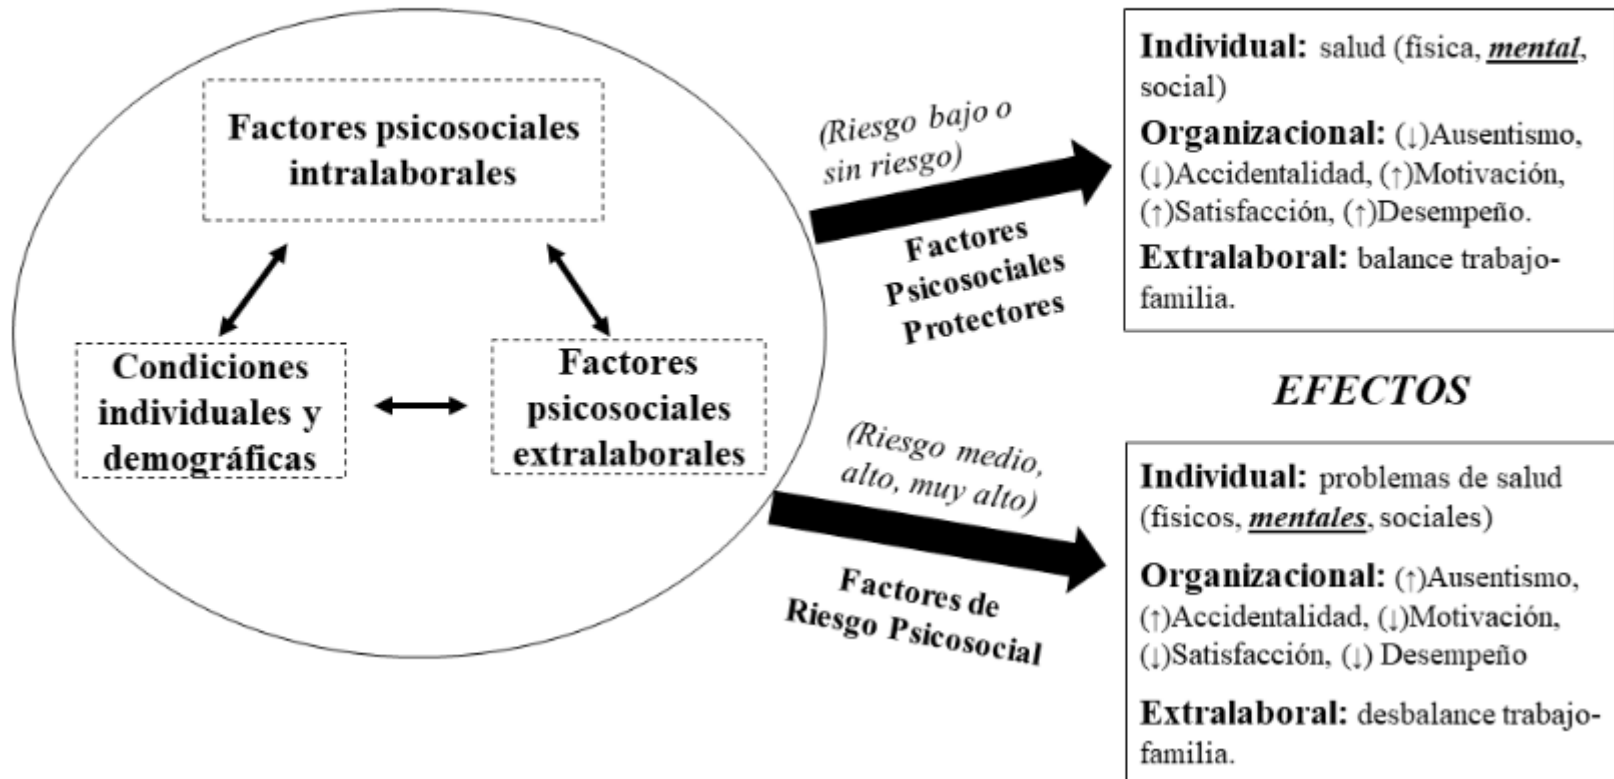 Factores psicosociales
intralaborales
Condiciones
individuales y
demográficas
Factores
psicosociales
extralaborales
(Riesgo bajo o
sin riesgo)
Factores
Psicosociales
Protectores
(Riesgo medio,
alto, muy alto)
Factores de
Riesgo Psicosocial
Individual: salud (física, mental,
social)
Organizacional: (↓)Ausentismo,
(↓)Accidentalidad, (↑)Motivación,
(↑)Satisfacción, (↑)Desempeño.
Extralaboral: balance trabajo-
familia.
EFECTOS
Individual: problemas de salud
(físicos, mentales, sociales)
Organizacional: (↑)Ausentismo,
(↑)Accidentalidad, (↓)Motivación,
(↓)Satisfacción, (↓) Desempeño
Extralaboral: desbalance trabajo-
familia.